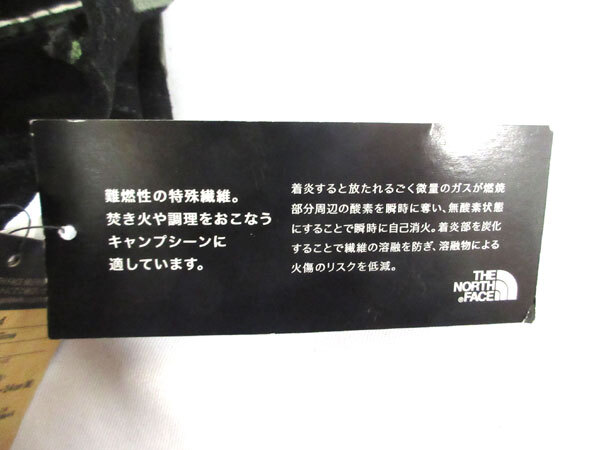 難燃性の特殊繊維。
焚き火や調理をおこなう
キャンプシーンに
適しています。
着炎すると放たれるごく微量のガスが燃焼
部分周辺の酸素を瞬時に奪い、無酸素状態
にすることで瞬時に自己消火。着炎部を炭化
することで繊維の溶融を防ぎ、溶融物による
火傷のリスクを低減。
THE
NORTH
FACE